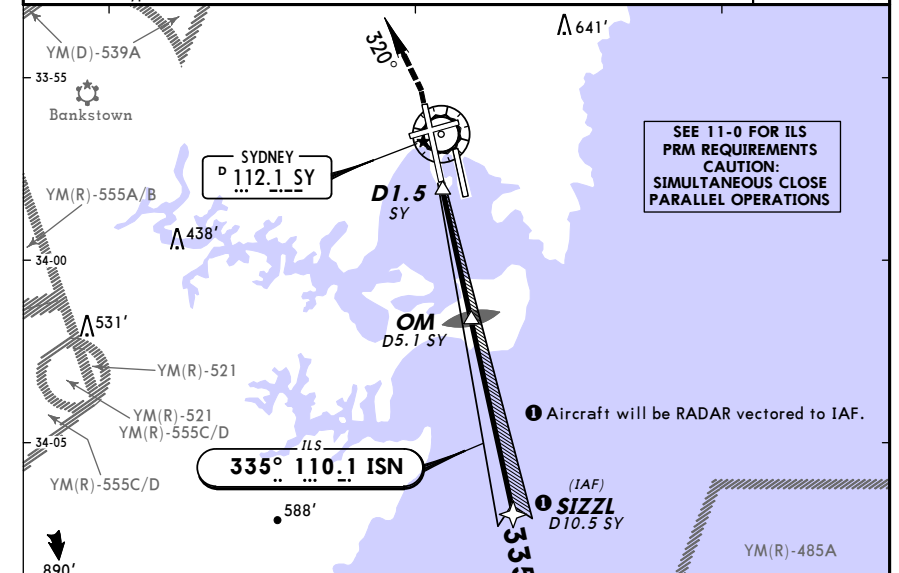 641'
320°
YM(D)-539A
33-55
Bankstown
SEE 11-0 FOR ILS
PRM REQUIREMENTS
CAUTION:
SIMULTANEOUS CLOSE
PARALLEL OPERATIONS
SYDNEY
D 112.1 SY
D1.5
SY
YM(R)-555A/B
438'
34-00
OM
D5.1 SY
531'
YM(R)-521
YM(R)-521
YM(R)-555C/D
❶ Aircraft will be RADAR vectored to IAF.
34-05
ILS
335° 110.1 ISN
YM(R)-555C/D
(IAF)
❶ SIZZL
D10.5 SY
588'
335
YM(R)-485A
890'